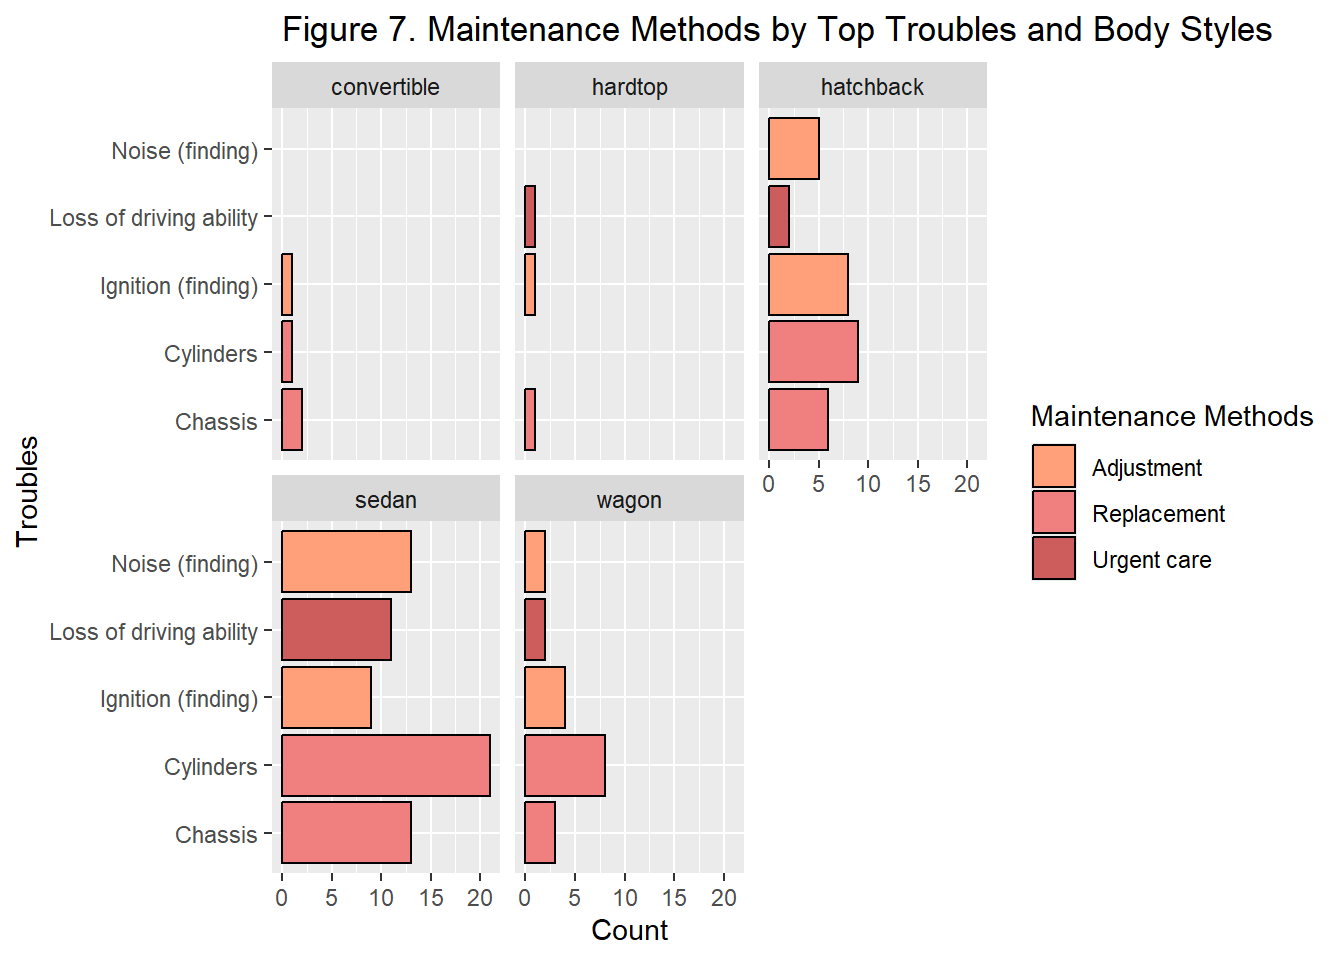 Figure 7. Maintenance Methods by Top Troubles and Body Styles
convertible
hardtop
hatchback
Noise (finding)
Loss of driving ability
Ignition (finding)
Cylinders
Chassis
0 5 10 15 20
sedan
wagon
Noise (finding)
Loss of driving ability
Ignition (finding)
Cylinders
Chassis
0 5 10 15 20
0 5 10 15 20
Count
Troubles
Maintenance Methods
Adjustment
Replacement
Urgent care